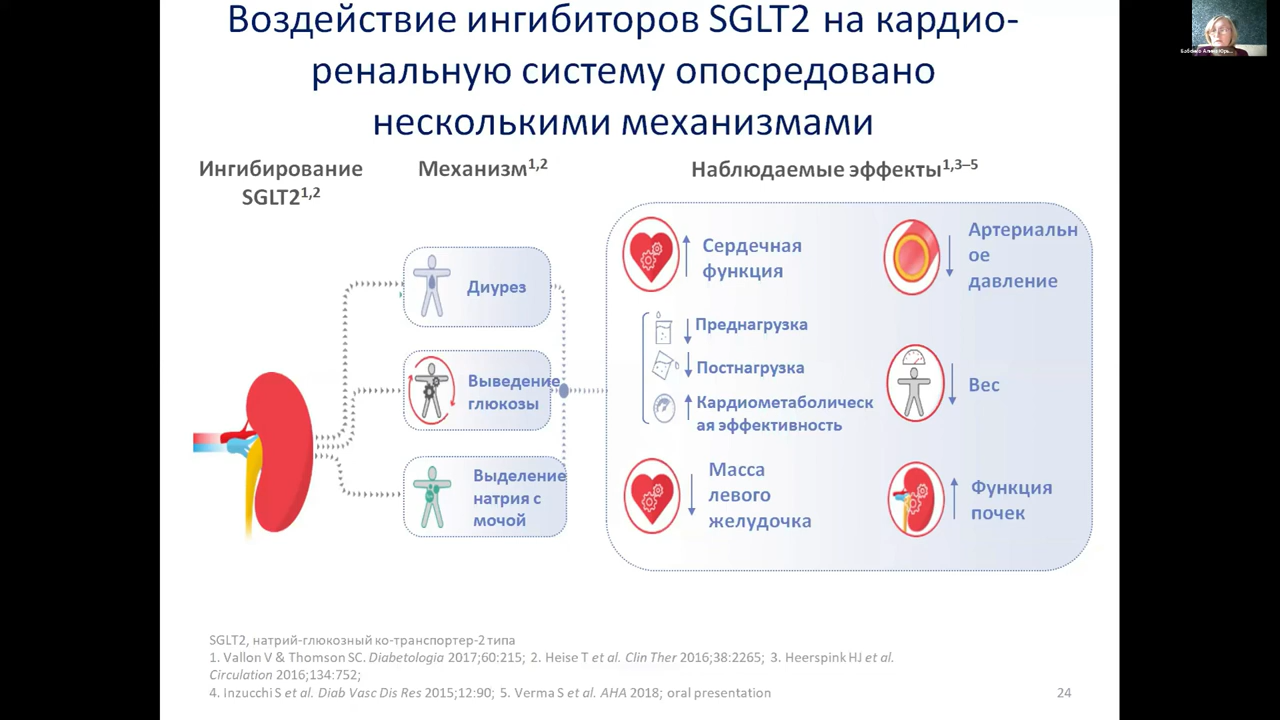 Воздействие ингибиторов SGLT2 на кардио-
ренальную систему опосредовано
несколькими механизмами
Ингибирование
SGLT21,2
Механизм1,2
Наблюдаемые эффекты1,3–5
Диурез
Выведение
глюкозы
Выделение
натрия с
мочой
Сердечная
функция
Преднагрузка
Постнагрузка
Кардиометаболическ
ая эффективность
Масса
левого
желудочка
Артериальн
ое
давление
Вес
Функция
почек
SGLT2, натрий-глюкозный ко-транспортер-2 типа
1. Vallon V & Thomson SC. Diabetologia 2017;60:215; 2. Heise T et al. Clin Ther 2016;38:2265; 3. Heerspink HJ et al.
Circulation 2016;134:752;
4. Inzucchi S et al. Diab Vasc Dis Res 2015;12:90; 5. Verma S et al. AHA 2018; oral presentation
24